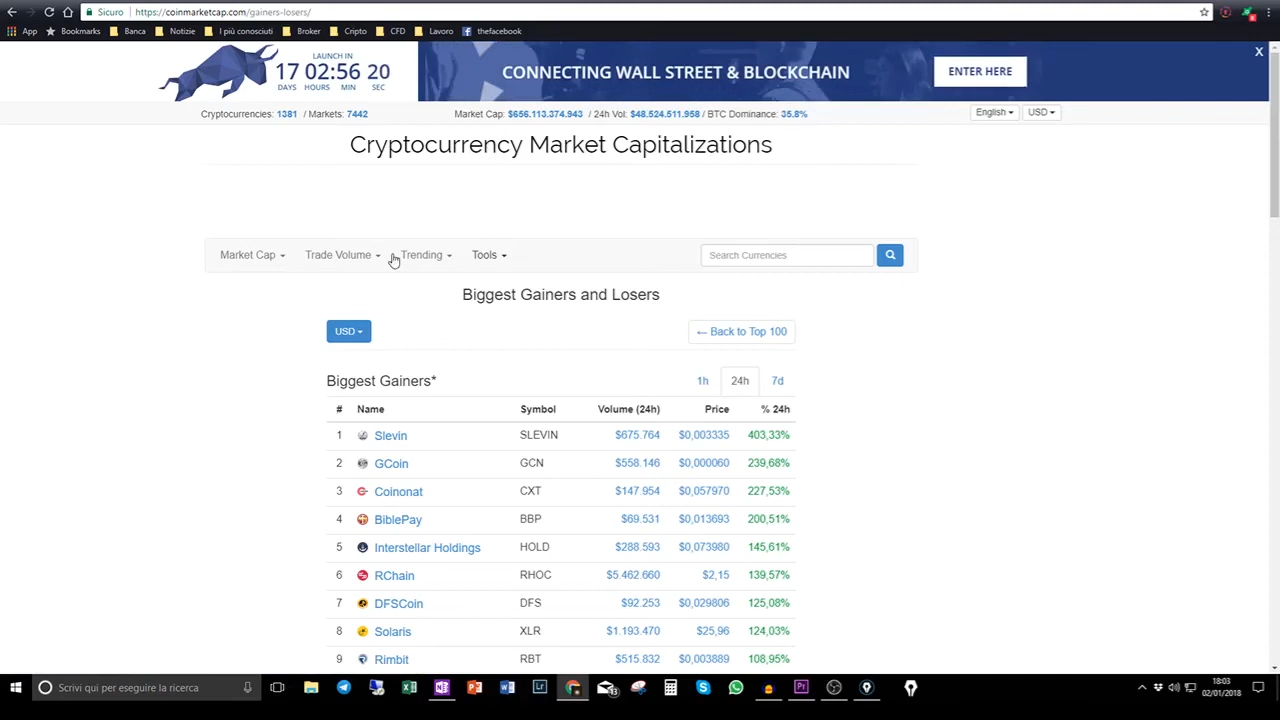 Sicuro https://coinmarketcap.com/gainers-losers/
App Bookmarks Banca Notizie I più conosciuti Broker Cripto CFD Lavoro thefacebook
LAUNCH IN
17 02:56 20
DAYS HOURS MIN SEC
CONNECTING WALL STREET & BLOCKCHAIN
ENTER HERE
X
Cryptocurrencies: 1381 / Markets: 7442 Market Cap: $656.113.374.943 / 24h Vol: $48.524.511.958 / BTC Dominance: 35.8% English USD
Cryptocurrency Market Capitalizations
Market Cap Trade Volume Trending Tools Search Currencies
Biggest Gainers and Losers
USD ← Back to Top 100
Biggest Gainers* 1h 24h 7d
# Name Symbol Volume (24h) Price % 24h
1 Slevin SLEVIN $675.764 $0,003335 403,33%
2 GCoin GCN $558.146 $0,000060 239,68%
3 Coinonat CXT $147.954 $0,057970 227,53%
4 BiblePay BBP $69.531 $0,013693 200,51%
5 Interstellar Holdings HOLD $288.593 $0,073980 145,61%
6 RChain RHOC $5.462.660 $2,15 139,57%
7 DFSCoin DFS $92.253 $0,029806 125,08%
8 Solaris XLR $1.193.470 $25,96 124,03%
9 Rimbit RBT $515.832 $0,003889 108,95%
Scrivi qui per eseguire la ricerca
18:03
02/01/2018